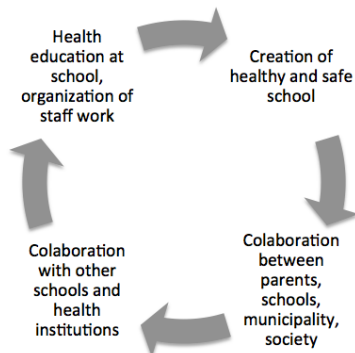 Health
education at
school,
organization of
staff work
Creation of
healthy and safe
school
Colaboration
between
parents,
schools,
municipality,
society
Colaboration
with other
schools and
health
institutions